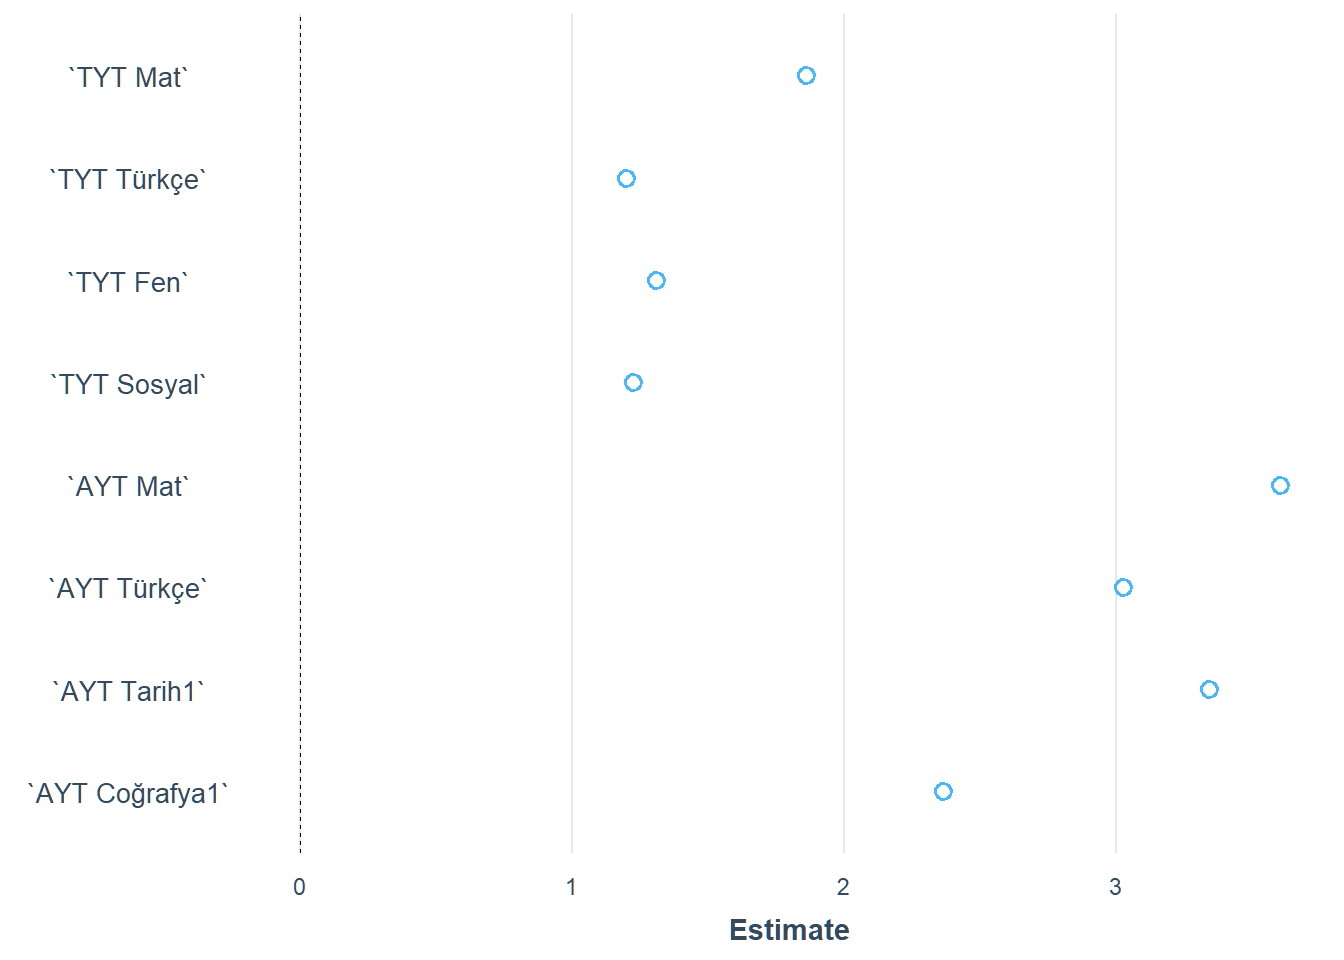 `TYT Mat`
`TYT Türkçe`
`TYT Fen`
`TYT Sosyal`
`AYT Mat`
`AYT Türkçe`
`AYT Tarih1`
`AYT Coğrafya1`
0 1 2 3
Estimate